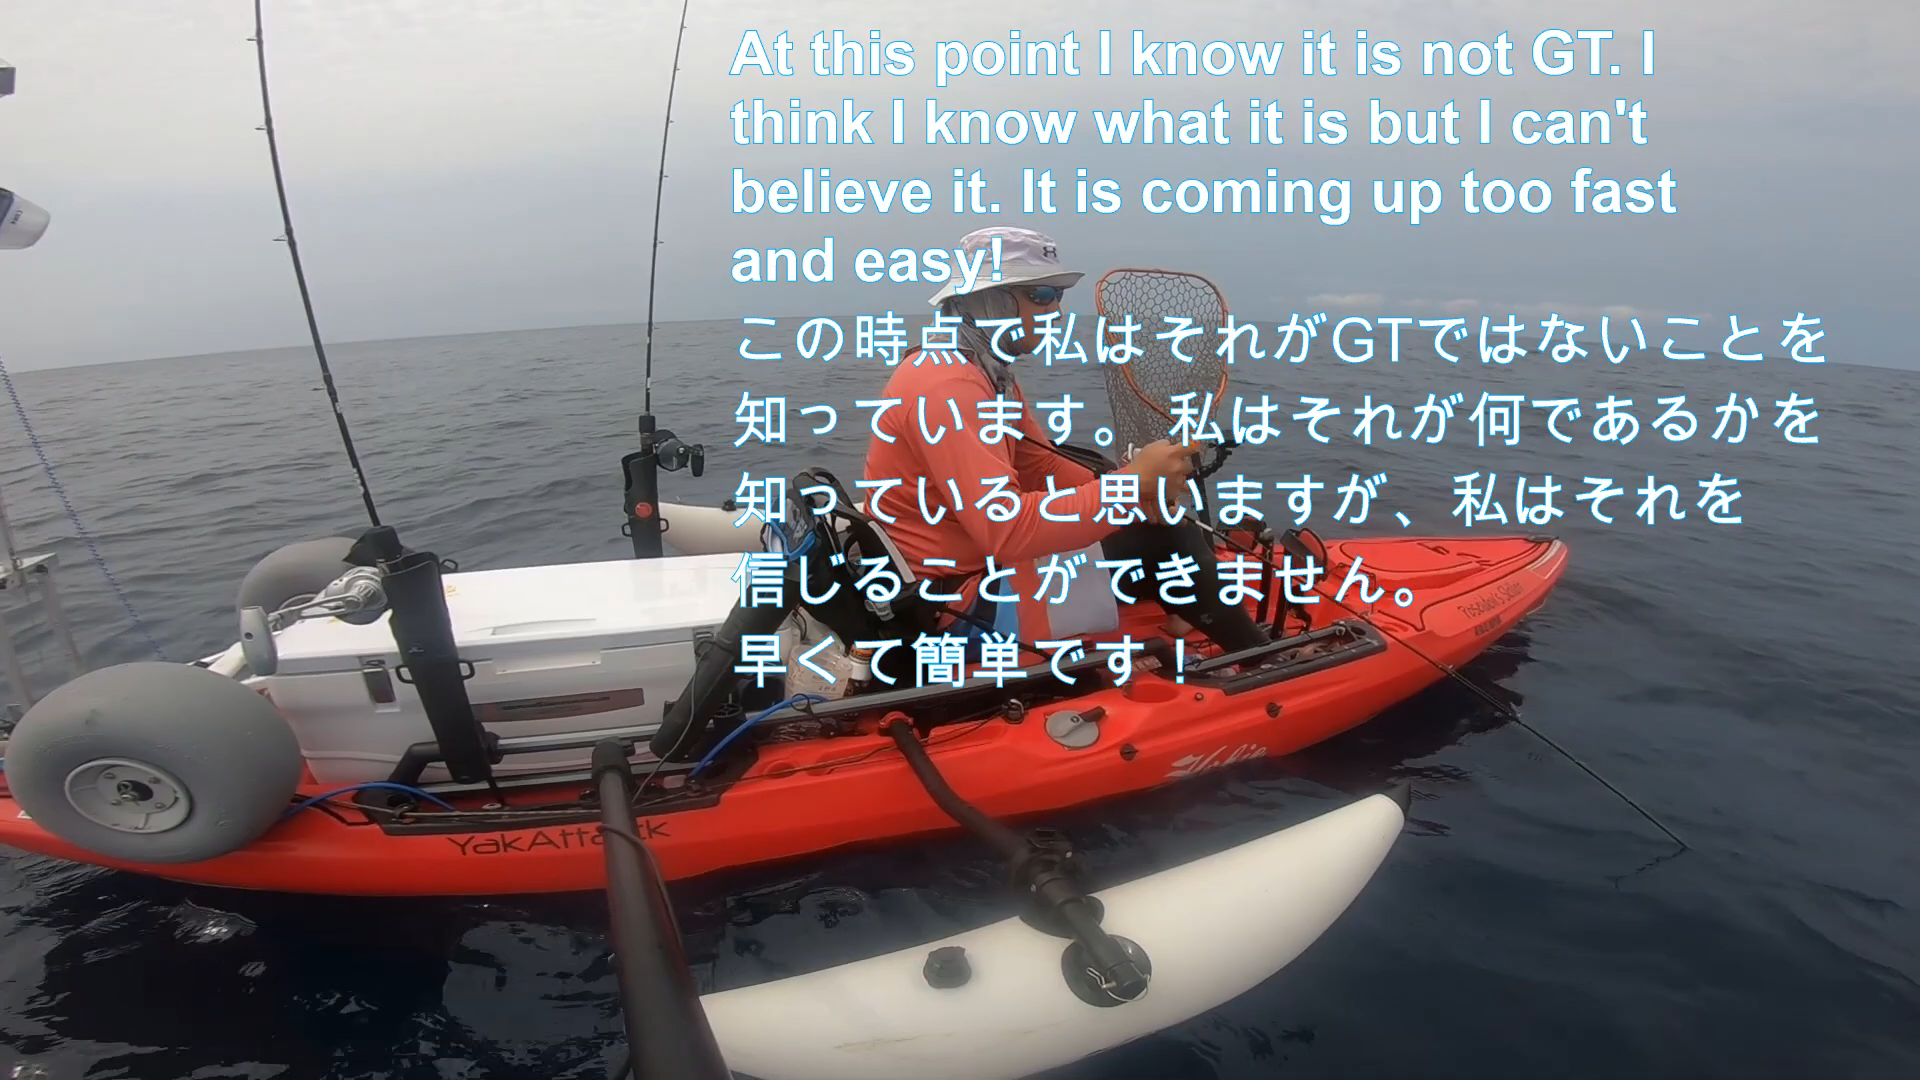 At this point I know it is not GT. I
think I know what it is but I can't
believe it. It is coming up too fast
and easy!
この時点で私はそれがGTではないことを
知っています。 私はそれが何であるかを
知っていると思いますが、私はそれを
信じることができません。
早くて簡単です！
YakAttack
Hobie